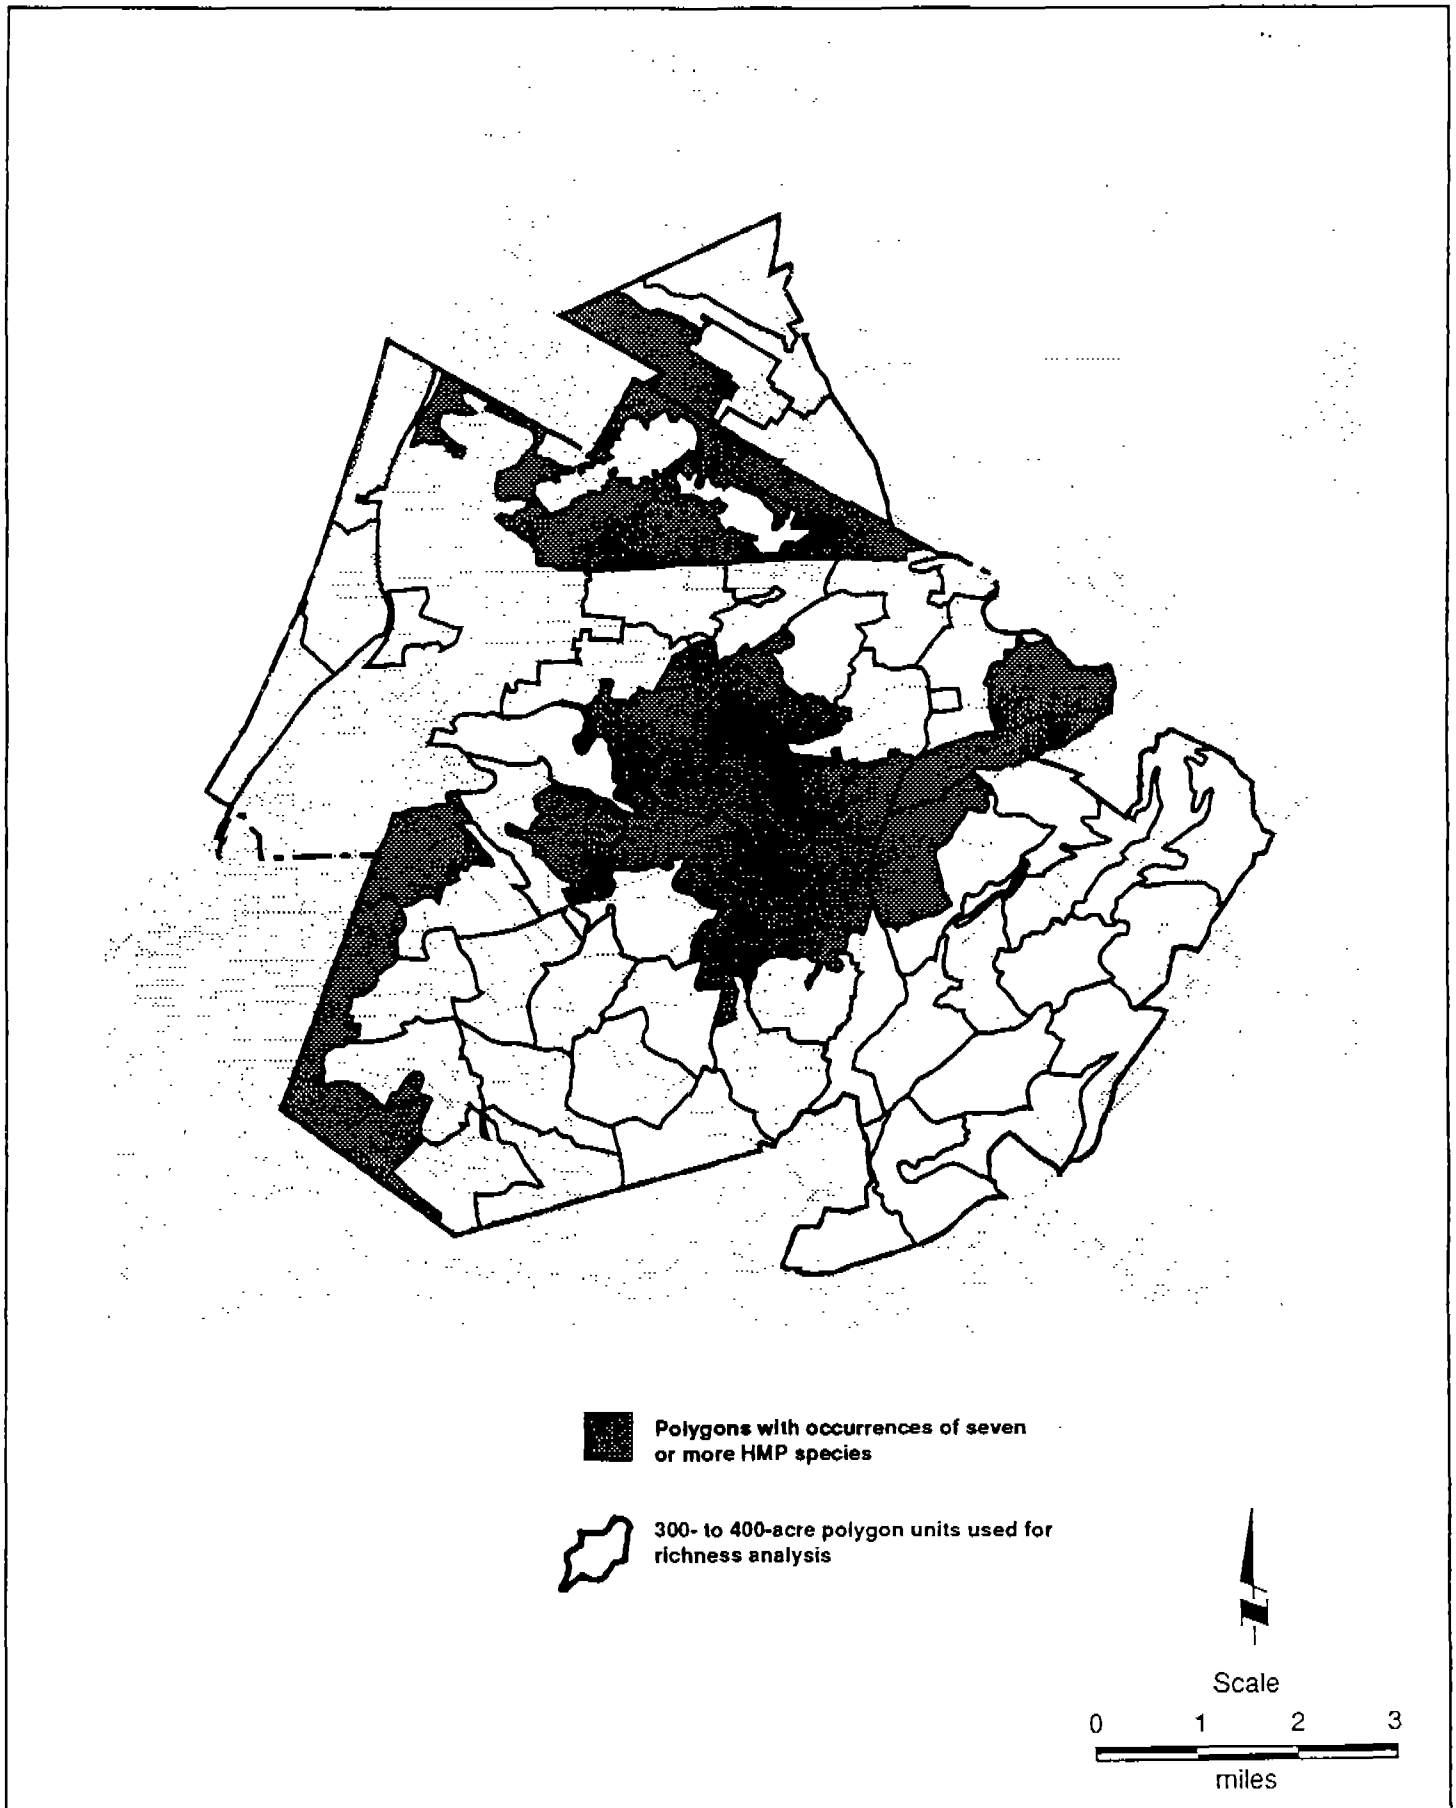 Polygons with occurrences of seven
or more HMP species
300- to 400-acre polygon units used for
richness analysis
Scale
0 1 2 3
miles